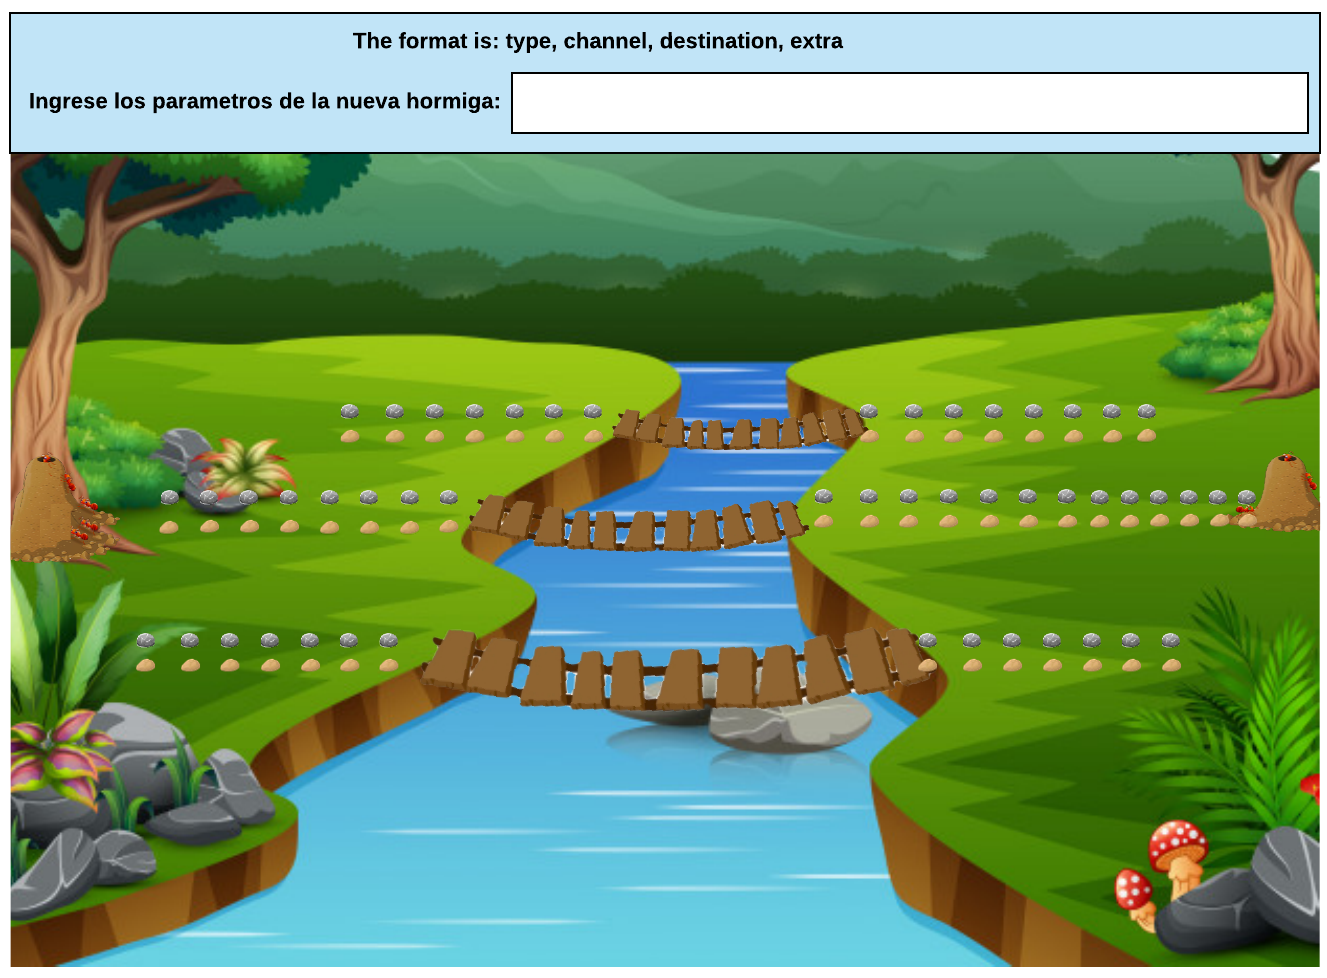 The format is: type, channel, destination, extra
Ingrese los parametros de la nueva hormiga: